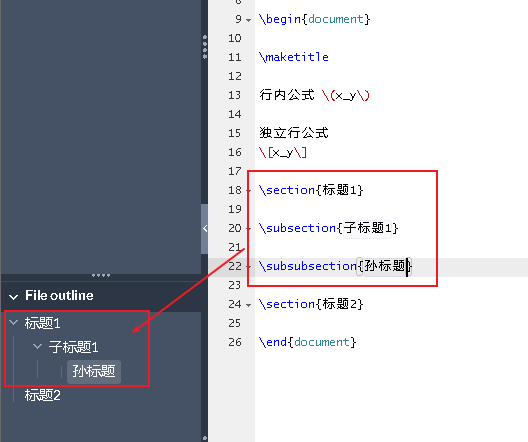 8
9 \begin{document}
10
11 \maketitle
12
13 行内公式 \(x_y\)
14
15 独立行公式
16 \[x_y\]
17
18 \section{标题1}
19
20 \subsection{子标题1}
21
22 \subsubsection{孙标题}
23
24 \section{标题2}
25
26 \end{document}
File outline
标题1
子标题1
孙标题
标题2